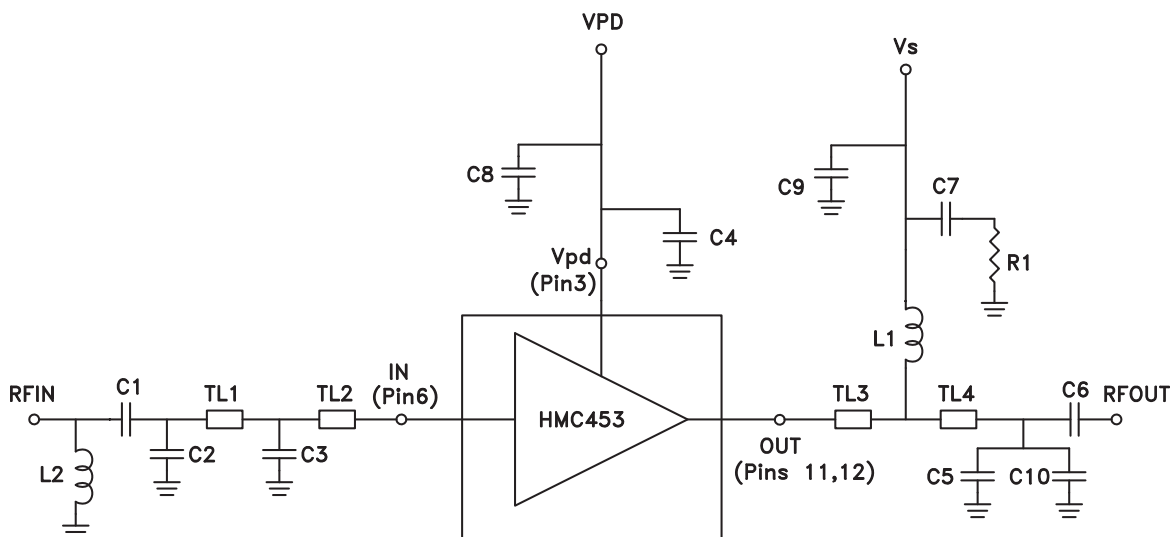 VPD
Vs
C8
C9
C7
C4
R1
Vpd
(Pin3)
L1
RFIN
C1
TL1
TL2
IN
(Pin6)
HMC453
TL3
TL4
C6
RFOUT
L2
C2
C3
OUT
(Pins 11,12)
C5
C10